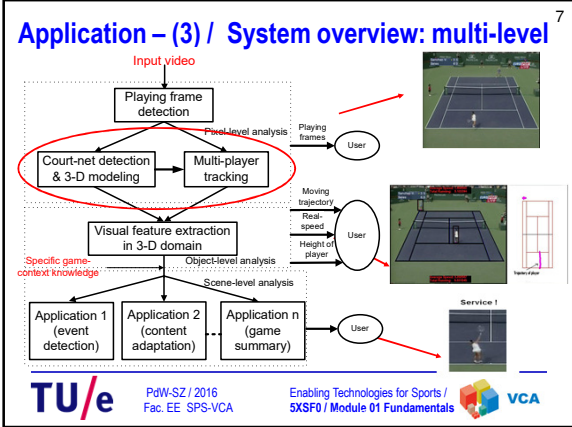 7
Application – (3) / System overview: multi-level
Input video
Playing frame
detection
Pixel-level analysis
Playing
frames
User
Court-net detection
& 3-D modeling
Multi-player
tracking
Moving
trajectory
Real-
speed
Height of
player
User
Visual feature extraction
in 3-D domain
Specific game-
context knowledge
Object-level analysis
Scene-level analysis
Trajectory of player
Service !
Application 1
(event
detection)
Application 2
(content
adaptation)
Application n
(game
summary)
User
TU/e
PdW-SZ / 2016
Fac. EE SPS-VCA
Enabling Technologies for Sports /
5XSF0 / Module 01 Fundamentals
VCA